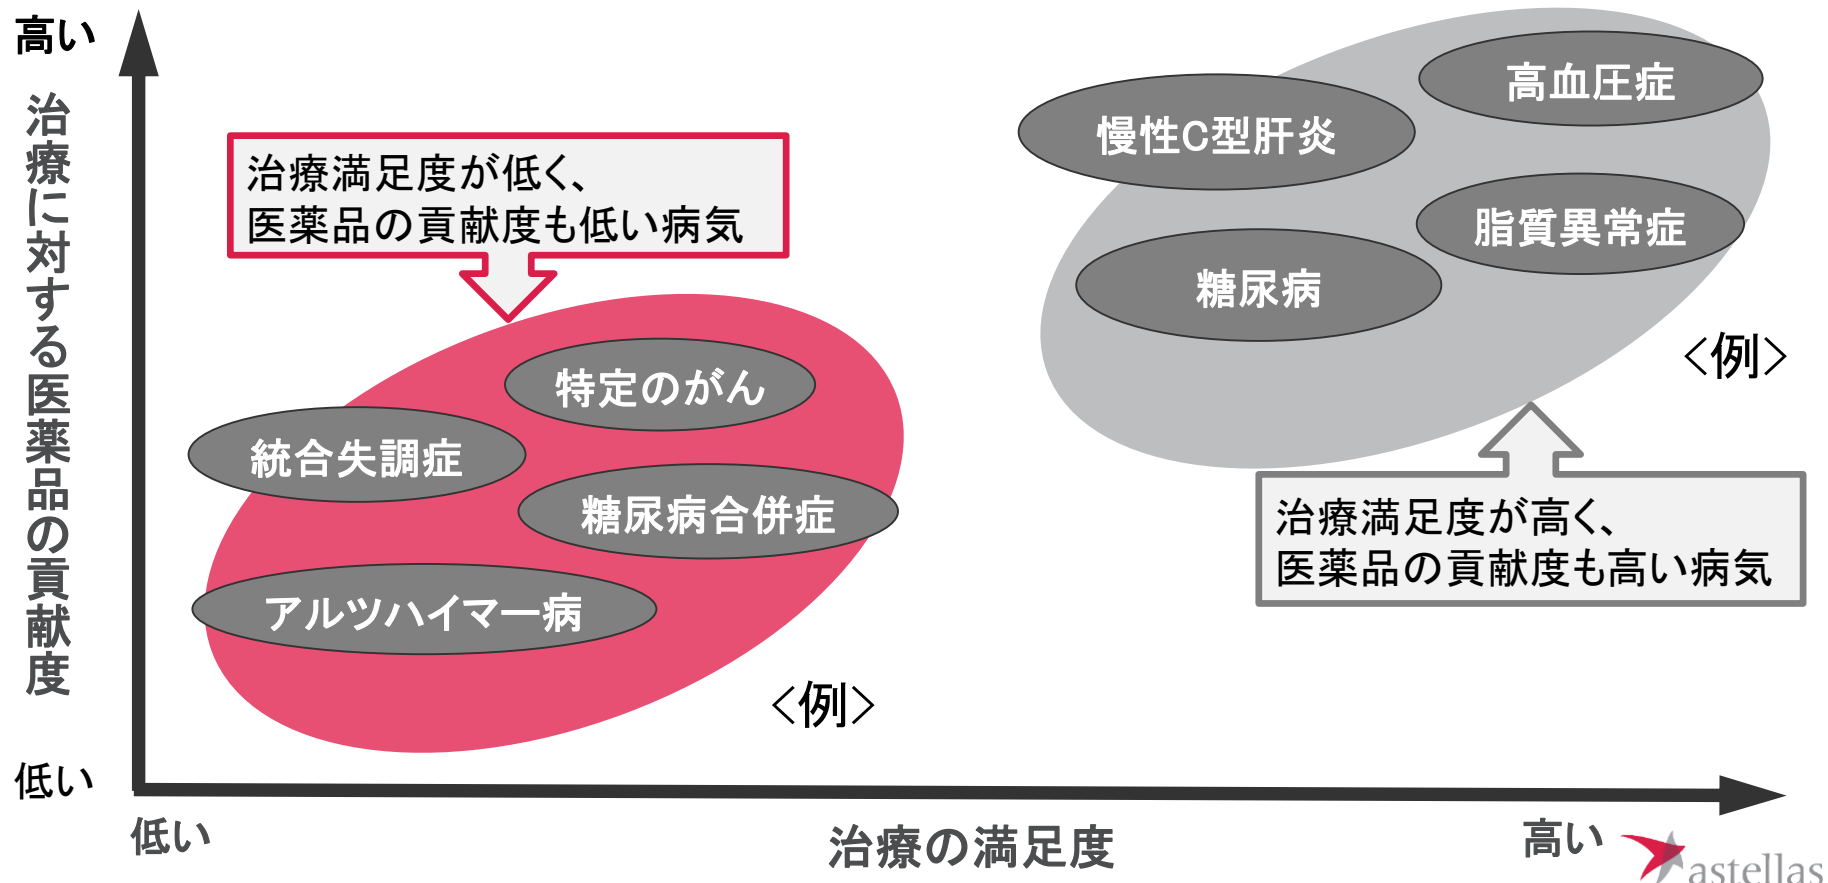 高い
治療に対する医薬品の貢献度
低い
治療満足度が低く、
医薬品の貢献度も低い病気
特定のがん
統合失調症
糖尿病合併症
アルツハイマー病
<例>
高血圧症
慢性C型肝炎
脂質異常症
糖尿病
<例>
治療満足度が高く、
医薬品の貢献度も高い病気
低い
治療の満足度
高い
astellas